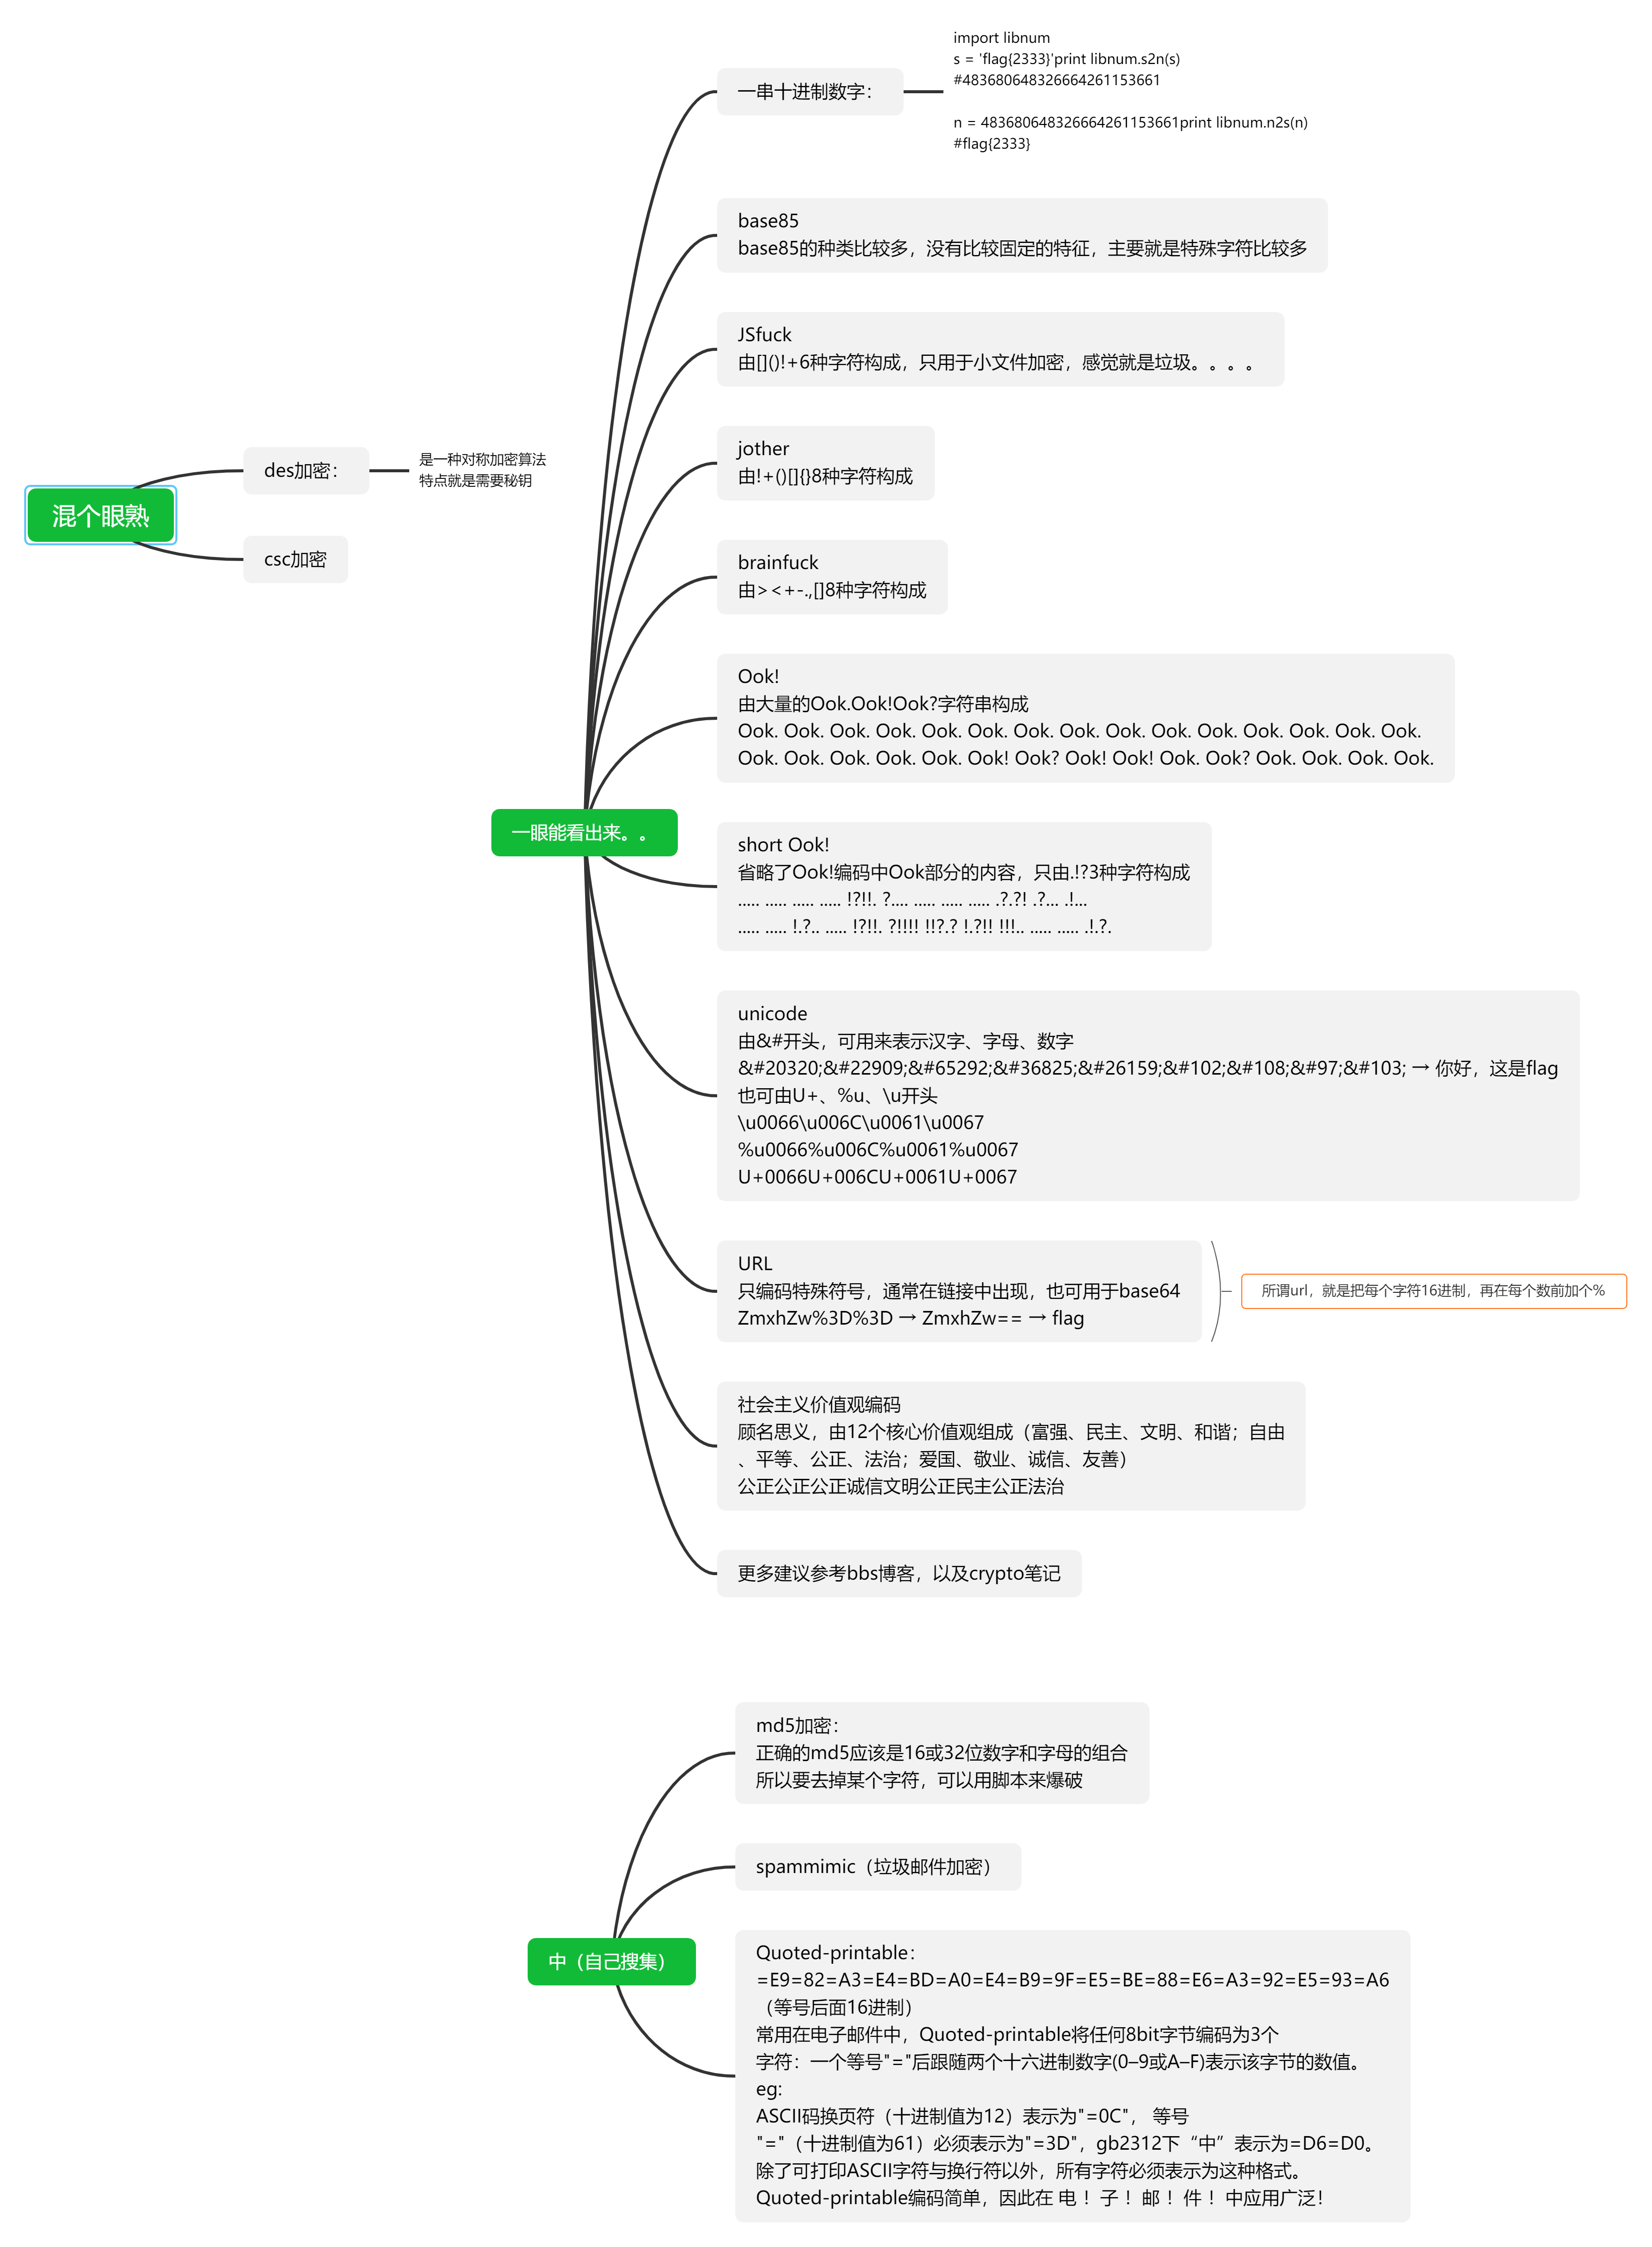 混个眼熟
des加密：
是一种对称加密算法
特点就是需要秘钥
csc加密
一眼能看出来。。
一串十进制数字：
import libnum
s = 'flag{2333}'print libnum.s2n(s)
#483680648326664261153661
n = 483680648326664261153661print libnum.n2s(n)
#flag{2333}
base85
base85的种类比较多，没有比较固定的特征，主要就是特殊字符比较多
JSfuck
由[]()!+6种字符构成，只用于小文件加密，感觉就是垃圾。。。。
jother
由!+()[]{}8种字符构成
brainfuck
由><+-.,[]8种字符构成
Ook!
由大量的Ook.Ook!Ook?字符串构成
Ook. Ook. Ook. Ook. Ook. Ook. Ook. Ook. Ook. Ook. Ook. Ook. Ook. Ook. Ook.
Ook. Ook. Ook. Ook. Ook. Ook! Ook? Ook! Ook! Ook. Ook? Ook. Ook. Ook. Ook.
short Ook!
省略了Ook!编码中Ook部分的内容，只由.!?3种字符构成
..... ..... ..... ..... !?!!. ?.... ..... ..... ..... .?.?! .?... .!...
..... ..... !.?.. ..... !?!!. ?!!!! !!?.? !.?!! !!!.. ..... ..... .!.?.
unicode
由&#开头，可用来表示汉字、字母、数字
&#20320;&#22909;&#65292;&#36825;&#26159;&#102;&#108;&#97;&#103; → 你好，这是flag
也可由U+、%u、\u开头
\u0066\u006C\u0061\u0067
%u0066%u006C%u0061%u0067
U+0066U+006CU+0061U+0067
URL
只编码特殊符号，通常在链接中出现，也可用于base64
ZmxhZw%3D%3D → ZmxhZw== → flag
所谓url，就是把每个字符16进制，再在每个数前加个%
社会主义价值观编码
顾名思义，由12个核心价值观组成（富强、民主、文明、和谐；自由
、平等、公正、法治；爱国、敬业、诚信、友善）
公正公正公正诚信文明公正民主公正法治
更多建议参考bbs博客，以及crypto笔记
中（自己搜集）
md5加密：
正确的md5应该是16或32位数字和字母的组合
所以要去掉某个字符，可以用脚本来爆破
spammimic（垃圾邮件加密）
Quoted-printable：
=E9=82=A3=E4=BD=A0=E4=B9=9F=E5=BE=88=E6=A3=92=E5=93=A6
（等号后面16进制）
常用在电子邮件中，Quoted-printable将任何8bit字节编码为3个
字符：一个等号"="后跟随两个十六进制数字(0–9或A–F)表示该字节的数值。
eg:
ASCII码换页符（十进制值为12）表示为"=0C"， 等号
"="（十进制值为61）必须表示为"=3D"，gb2312下“中”表示为=D6=D0。
除了可打印ASCII字符与换行符以外，所有字符必须表示为这种格式。
Quoted-printable编码简单，因此在 电 ！子 ！邮 ！件 ！中应用广泛！